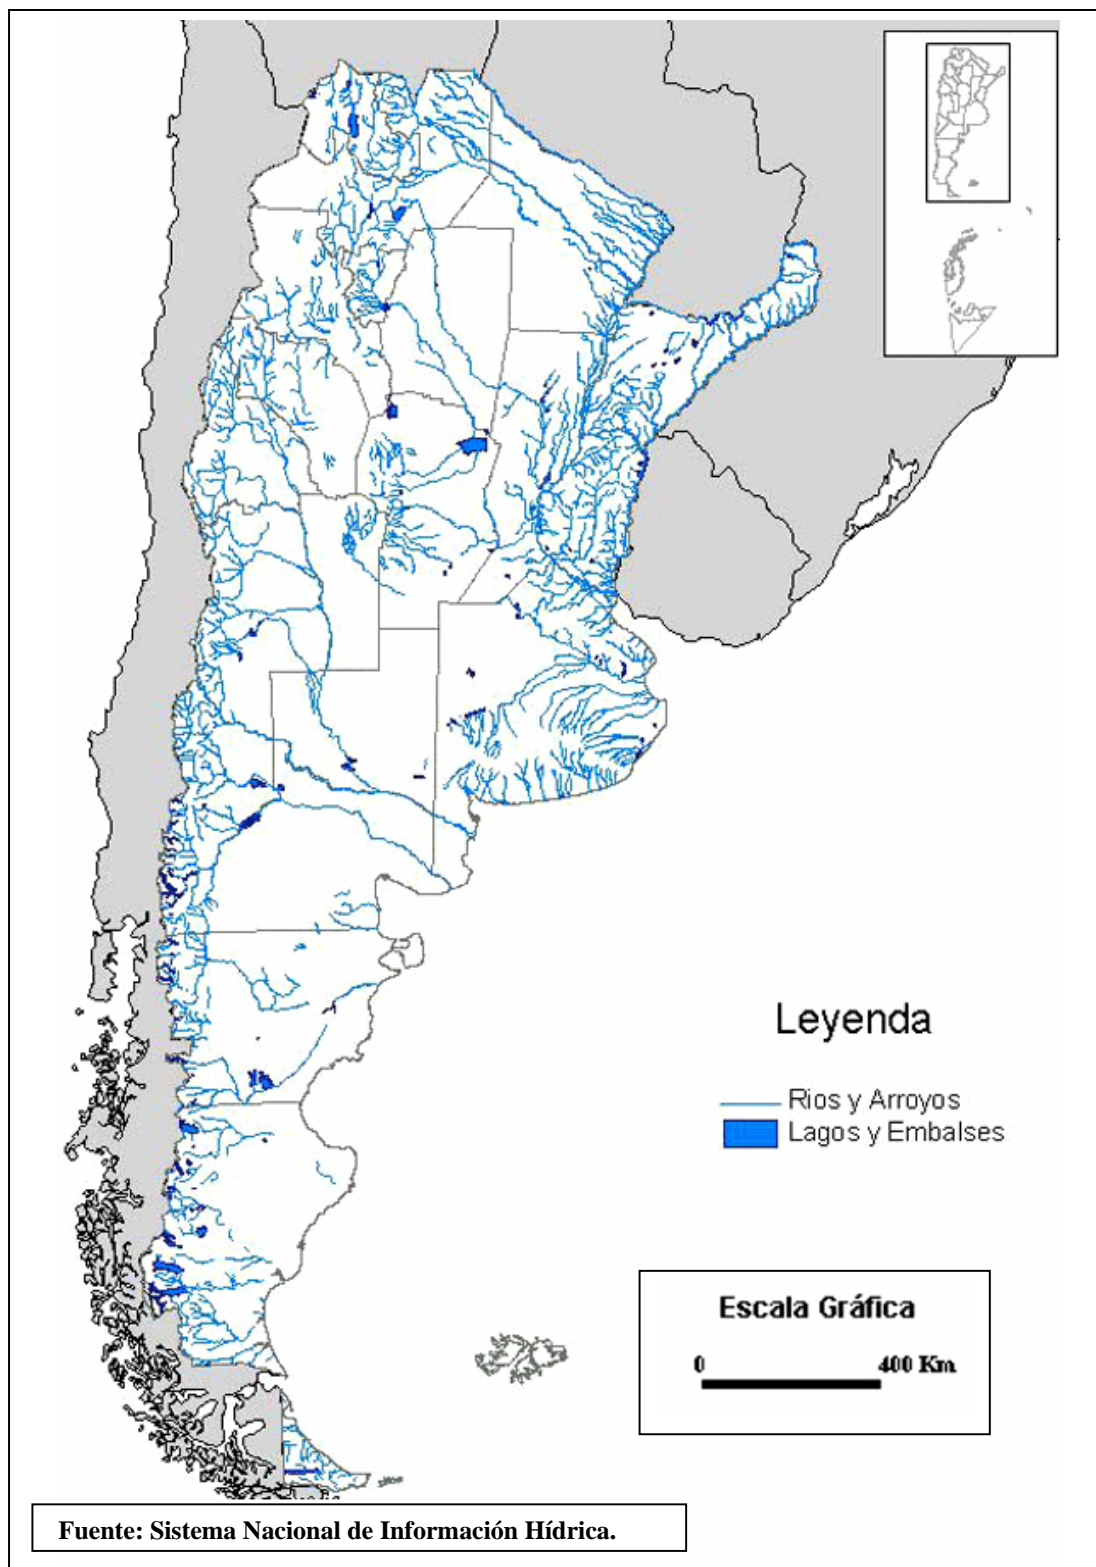 Leyenda
Rios y Arroyos
Lagos y Embalses
Escala Gráfica
0 400 Km
Fuente: Sistema Nacional de Información Hídrica.